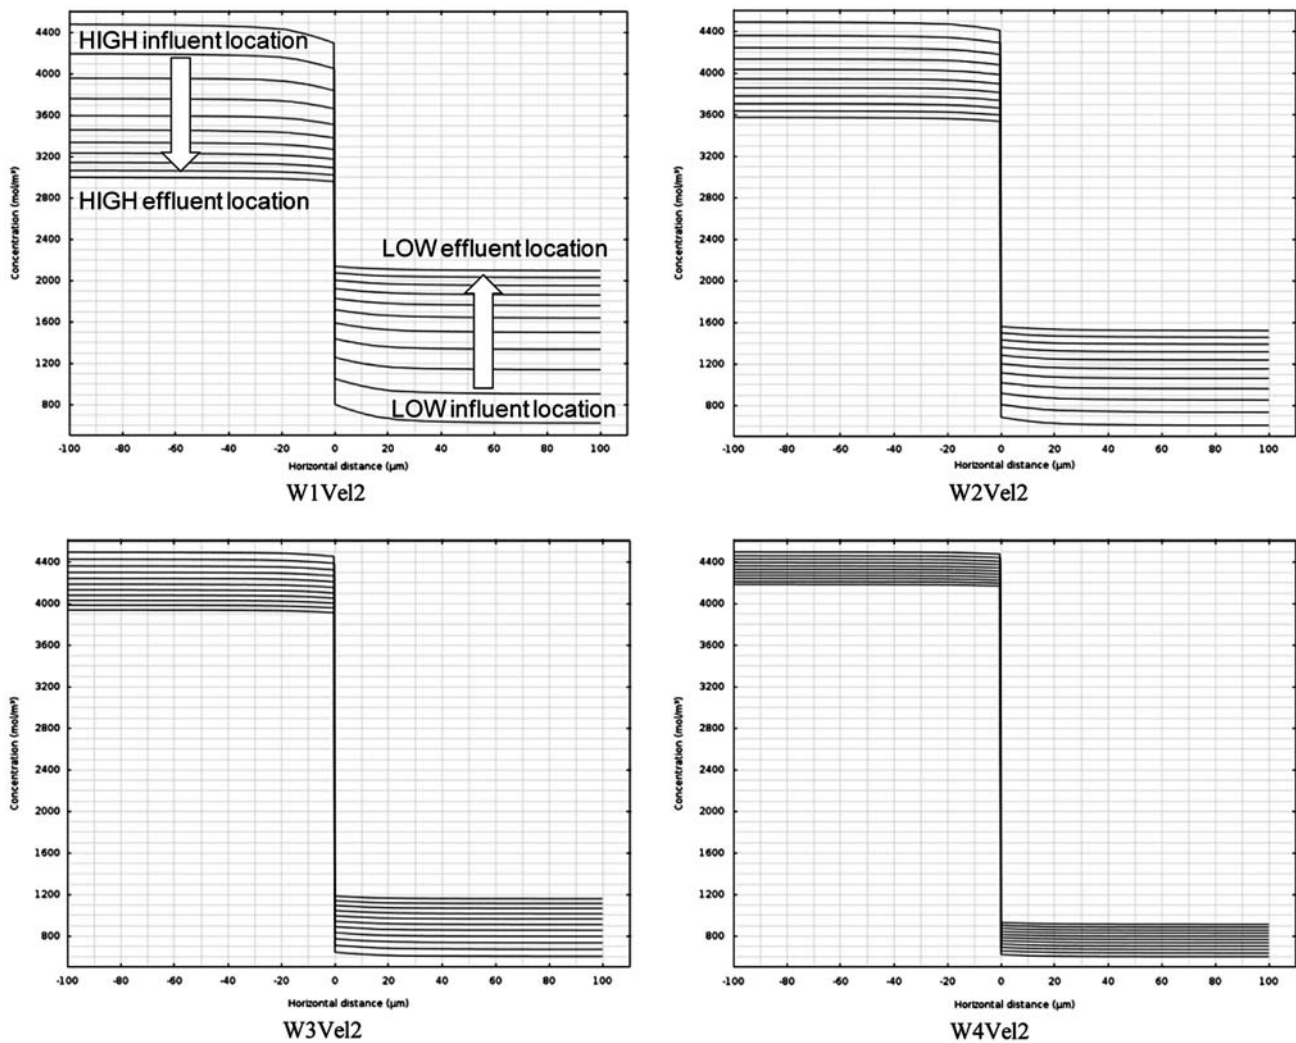 4400
HIGH influent location
4000
3600
3200
HIGH effluent location
2800
2400
LOW effluent location
2000
1600
1200
LOW influent location
800
Concentration (mol/m³)
-100 -80 -60 -40 -20 0 20 40 60 80 100
Horizontal distance (µm)
W1Vel2
4400
4000
3600
3200
2800
2400
2000
1600
1200
800
Concentration (mol/m³)
-100 -80 -60 -40 -20 0 20 40 60 80 100
Horizontal distance (µm)
W2Vel2
4400
4000
3600
3200
2800
2400
2000
1600
1200
800
Concentration (mol/m³)
-100 -80 -60 -40 -20 0 20 40 60 80 100
Horizontal distance (µm)
W3Vel2
4400
4000
3600
3200
2800
2400
2000
1600
1200
800
Concentration (mol/m³)
-100 -80 -60 -40 -20 0 20 40 60 80 100
Horizontal distance (µm)
W4Vel2